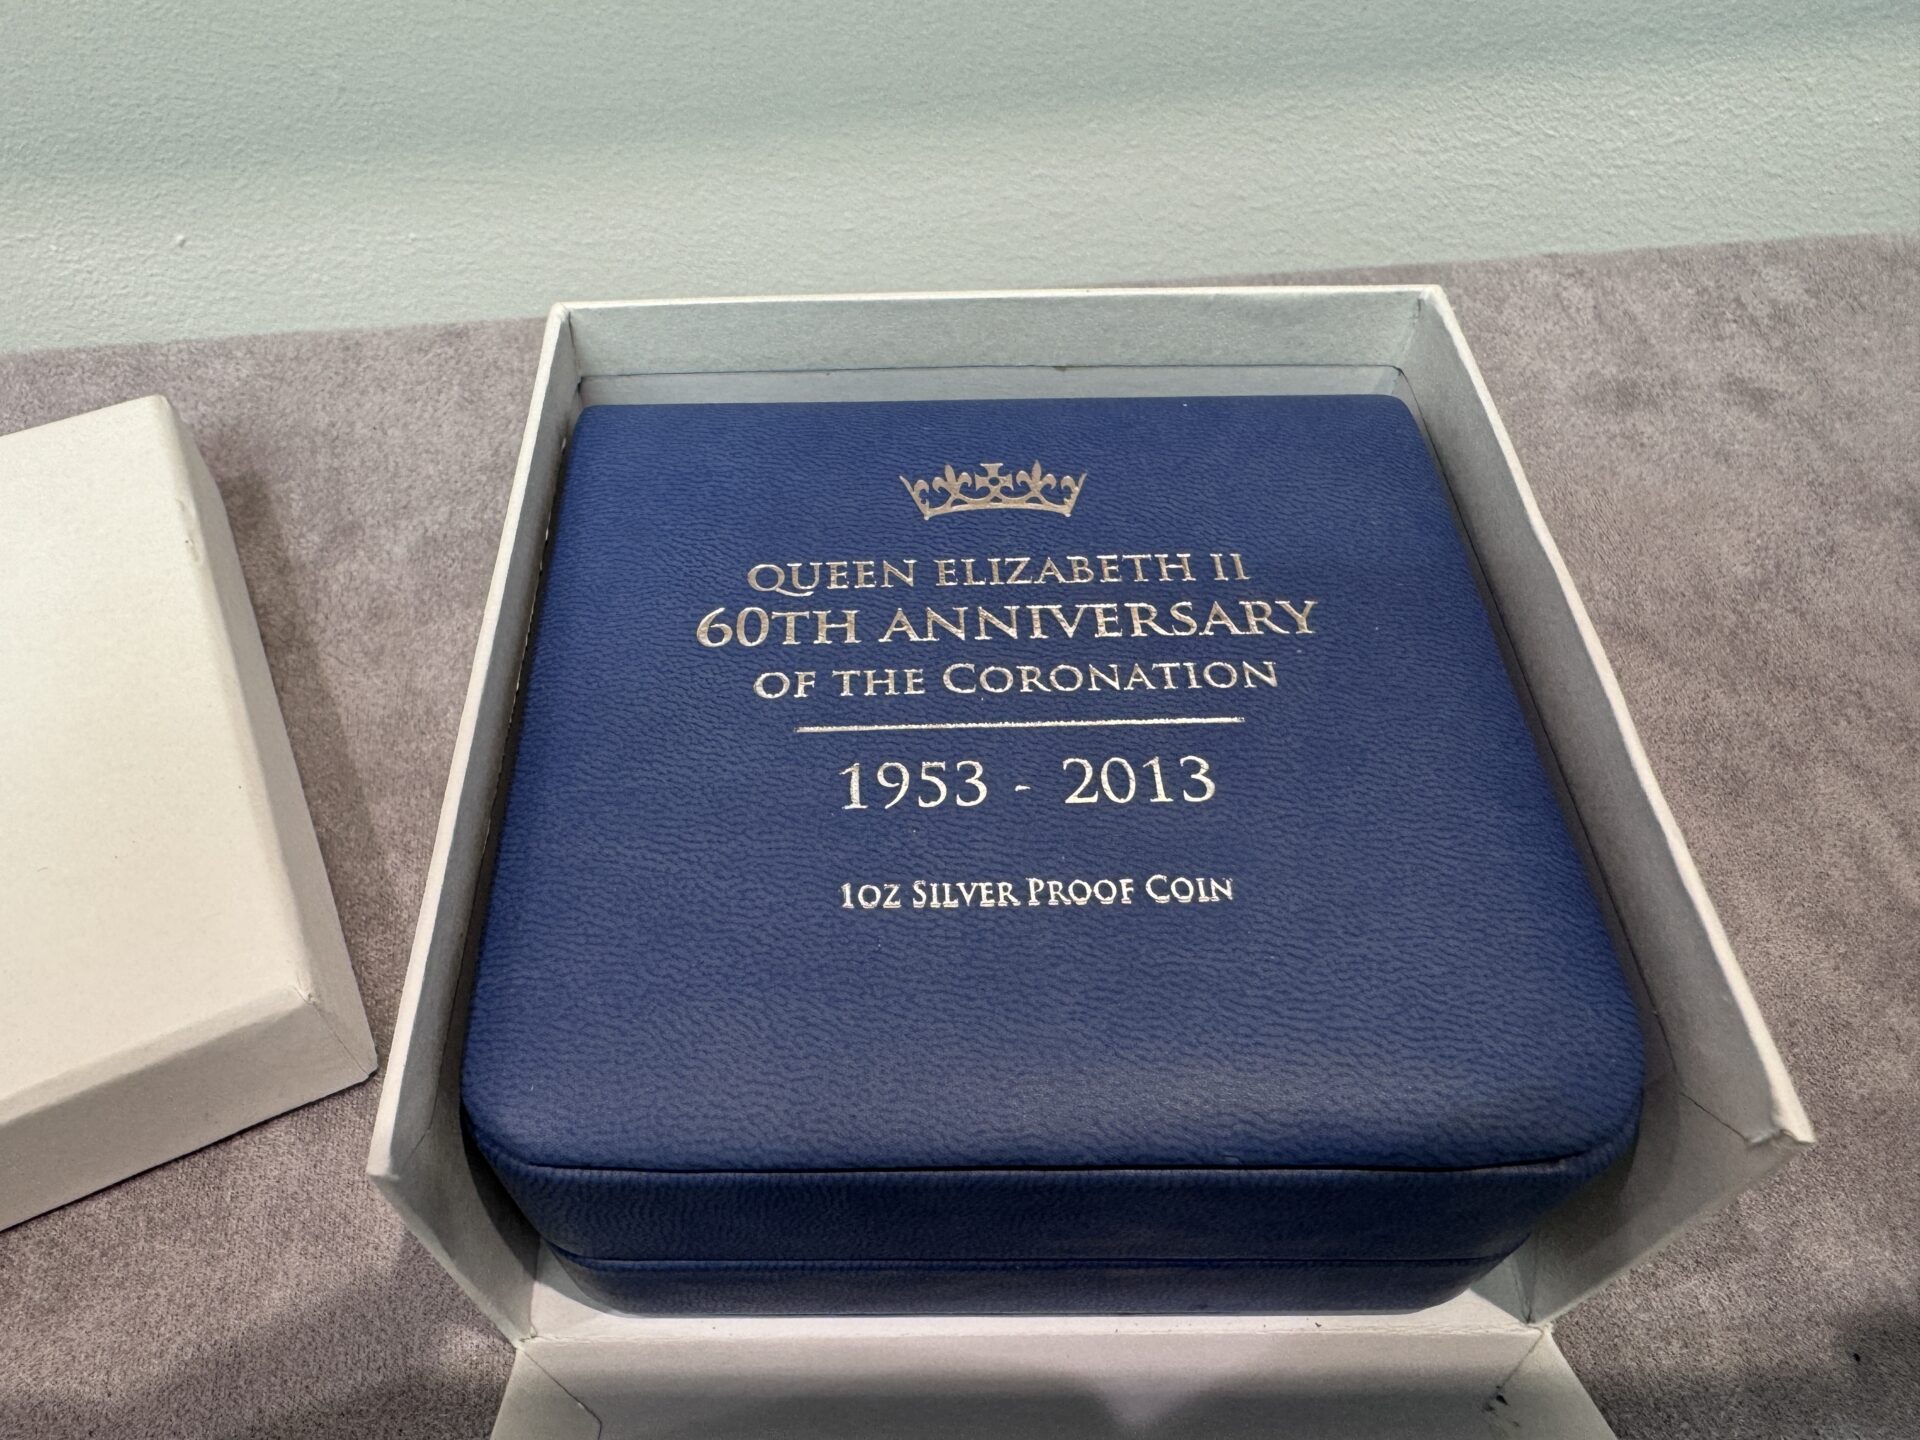 QUEEN ELIZABETH II
60TH ANNIVERSARY
OF THE CORONATION
1953 - 2013
1OZ SILVER PROOF COIN